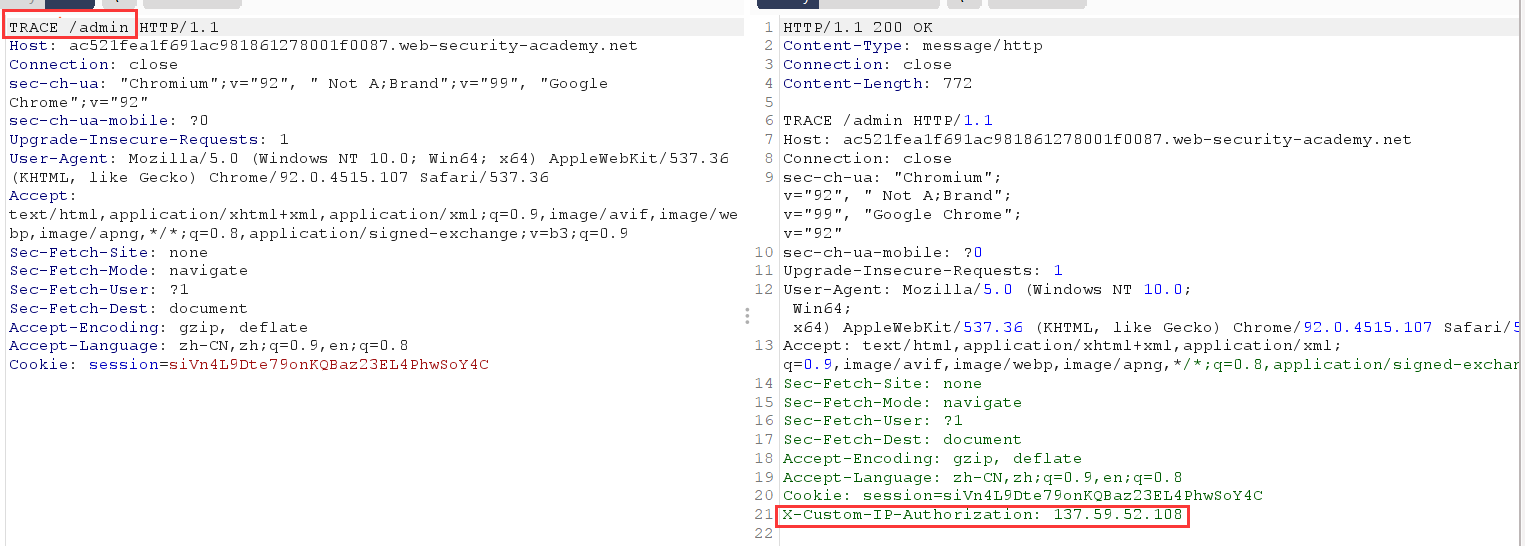 TRACE /admin HTTP/1.1
Host: ac521fea1f691ac981861278001f0087.web-security-academy.net
Connection: close
sec-ch-ua: "Chromium";v="92", " Not A;Brand";v="99", "Google
Chrome";v="92"
sec-ch-ua-mobile: ?0
Upgrade-Insecure-Requests: 1
User-Agent: Mozilla/5.0 (Windows NT 10.0; Win64; x64) AppleWebKit/537.36
(KHTML, like Gecko) Chrome/92.0.4515.107 Safari/537.36
Accept:
text/html,application/xhtml+xml,application/xml;q=0.9,image/avif,image/we
bp,image/apng,*/*;q=0.8,application/signed-exchange;v=b3;q=0.9
Sec-Fetch-Site: none
Sec-Fetch-Mode: navigate
Sec-Fetch-User: ?1
Sec-Fetch-Dest: document
Accept-Encoding: gzip, deflate
Accept-Language: zh-CN,zh;q=0.9,en;q=0.8
Cookie: session=siVn4L9Dte79onKQBaz23EL4PhwSoY4C
1 HTTP/1.1 200 OK
2 Content-Type: message/http
3 Connection: close
4 Content-Length: 772
5
6 TRACE /admin HTTP/1.1
7 Host: ac521fea1f691ac981861278001f0087.web-security-academy.net
8 Connection: close
9 sec-ch-ua: "Chromium";
v="92", " Not A;Brand";
v="99", "Google Chrome";
v="92"
10 sec-ch-ua-mobile: ?0
11 Upgrade-Insecure-Requests: 1
12 User-Agent: Mozilla/5.0 (Windows NT 10.0;
Win64;
x64) AppleWebKit/537.36 (KHTML, like Gecko) Chrome/92.0.4515.107 Safari/5
13 Accept: text/html,application/xhtml+xml,application/xml;
q=0.9,image/avif,image/webp,image/apng,*/*;q=0.8,application/signed-exchan
14 Sec-Fetch-Site: none
15 Sec-Fetch-Mode: navigate
16 Sec-Fetch-User: ?1
17 Sec-Fetch-Dest: document
18 Accept-Encoding: gzip, deflate
19 Accept-Language: zh-CN,zh;q=0.9,en;q=0.8
20 Cookie: session=siVn4L9Dte79onKQBaz23EL4PhwSoY4C
21 X-Custom-IP-Authorization: 137.59.52.108
22